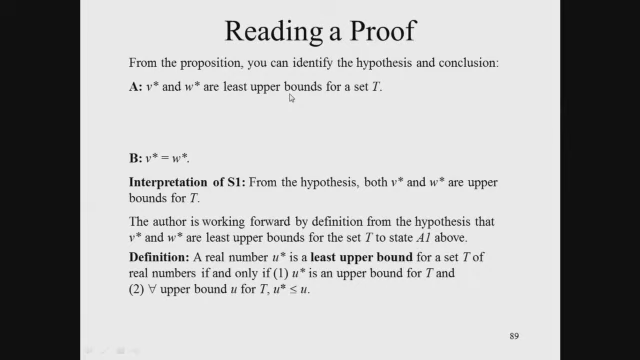 Reading a Proof
From the proposition, you can identify the hypothesis and conclusion:
A: v* and w* are least upper bounds for a set T.
B: v* = w*.
Interpretation of S1: From the hypothesis, both v* and w* are upper
bounds for T.
The author is working forward by definition from the hypothesis that
v* and w* are least upper bounds for the set T to state A1 above.
Definition: A real number u* is a least upper bound for a set T of
real numbers if and only if (1) u* is an upper bound for T and
(2) ∀ upper bound u for T, u* ≤ u.
89